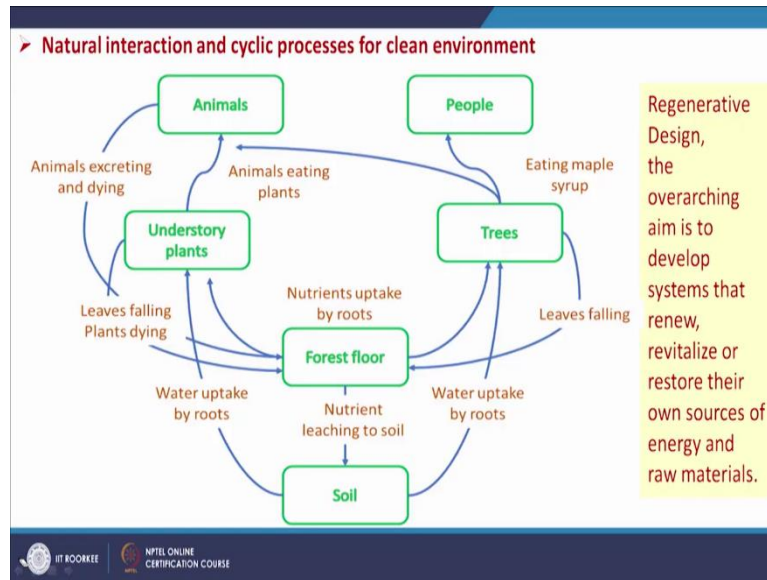 Natural interaction and cyclic processes for clean environment
Animals
People
Animals excreting
and dying
Animals eating
plants
Eating maple
syrup
Understory
plants
Trees
Leaves falling
Plants dying
Nutrients uptake
by roots
Leaves falling
Forest floor
Water uptake
by roots
Nutrient
leaching to soil
Water uptake
by roots
Soil
Regenerative
Design,
the
overarching
aim is to
develop
systems that
renew,
revitalize or
restore their
own sources of
energy and
raw materials.
IIT ROORKEE
NPTEL ONLINE
CERTIFICATION COURSE